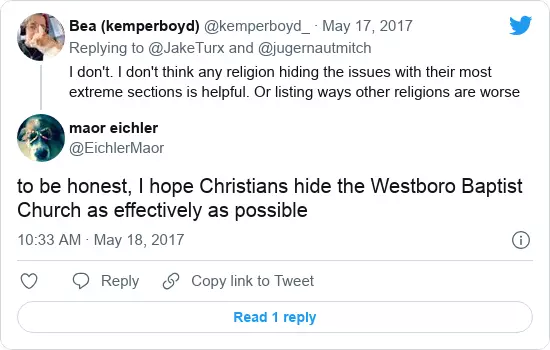 Bea (kemperboyd) @kemperboyd_ · May 17, 2017
Replying to @JakeTurx and @jugernautmitch
I don't. I don't think any religion hiding the issues with their most
extreme sections is helpful. Or listing ways other religions are worse
maor eichler
@EichlerMaor
to be honest, I hope Christians hide the Westboro Baptist
Church as effectively as possible
10:33 AM · May 18, 2017
Reply
Copy link to Tweet
Read 1 reply